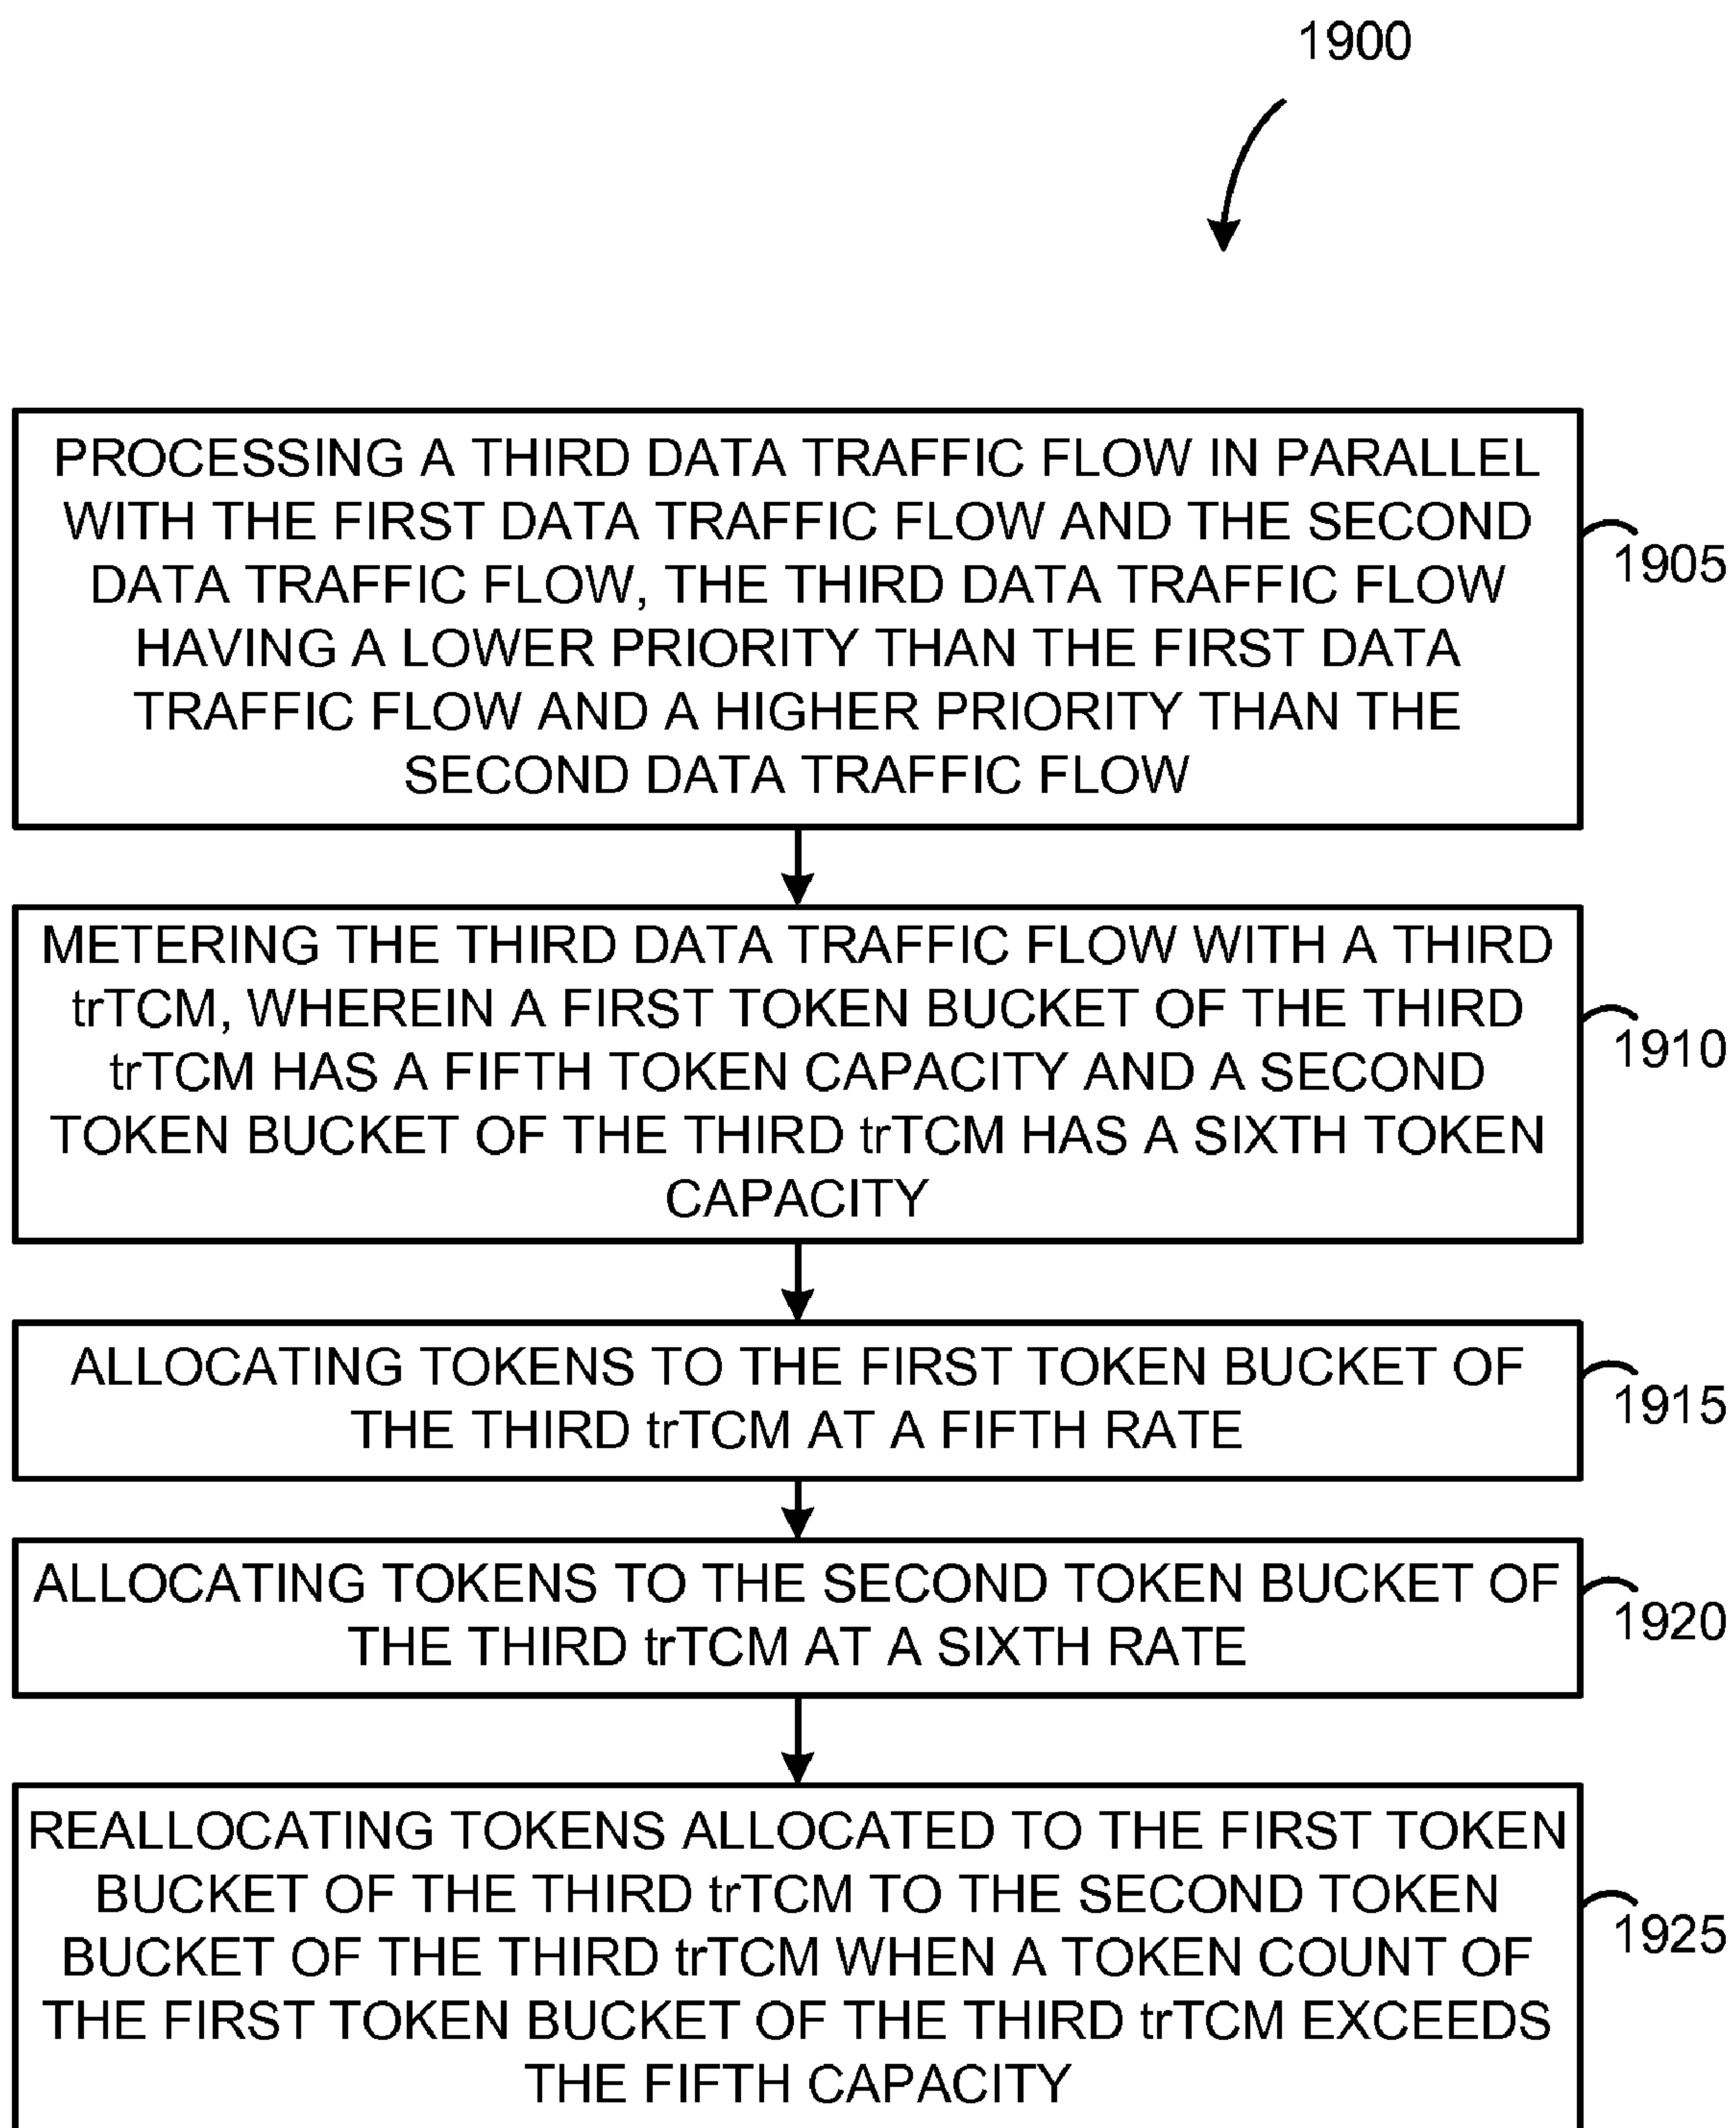 1900
PROCESSING A THIRD DATA TRAFFIC FLOW IN PARALLEL
WITH THE FIRST DATA TRAFFIC FLOW AND THE SECOND
DATA TRAFFIC FLOW, THE THIRD DATA TRAFFIC FLOW
HAVING A LOWER PRIORITY THAN THE FIRST DATA
TRAFFIC FLOW AND A HIGHER PRIORITY THAN THE
SECOND DATA TRAFFIC FLOW
1905
METERING THE THIRD DATA TRAFFIC FLOW WITH A THIRD
trTCM, WHEREIN A FIRST TOKEN BUCKET OF THE THIRD
trTCM HAS A FIFTH TOKEN CAPACITY AND A SECOND
TOKEN BUCKET OF THE THIRD trTCM HAS A SIXTH TOKEN
CAPACITY
1910
ALLOCATING TOKENS TO THE FIRST TOKEN BUCKET OF
THE THIRD trTCM AT A FIFTH RATE
1915
ALLOCATING TOKENS TO THE SECOND TOKEN BUCKET OF
THE THIRD trTCM AT A SIXTH RATE
1920
REALLOCATING TOKENS ALLOCATED TO THE FIRST TOKEN
BUCKET OF THE THIRD trTCM TO THE SECOND TOKEN
BUCKET OF THE THIRD trTCM WHEN A TOKEN COUNT OF
THE FIRST TOKEN BUCKET OF THE THIRD trTCM EXCEEDS
THE FIFTH CAPACITY
1925